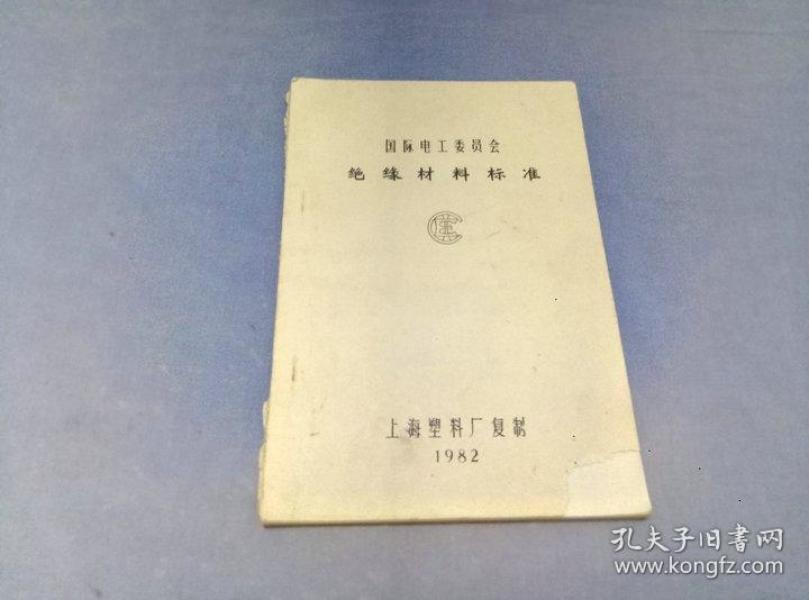 国际电工委员会
绝缘材料标准
上海塑料厂复制
1982
孔夫子旧書网
www.kongfz.com